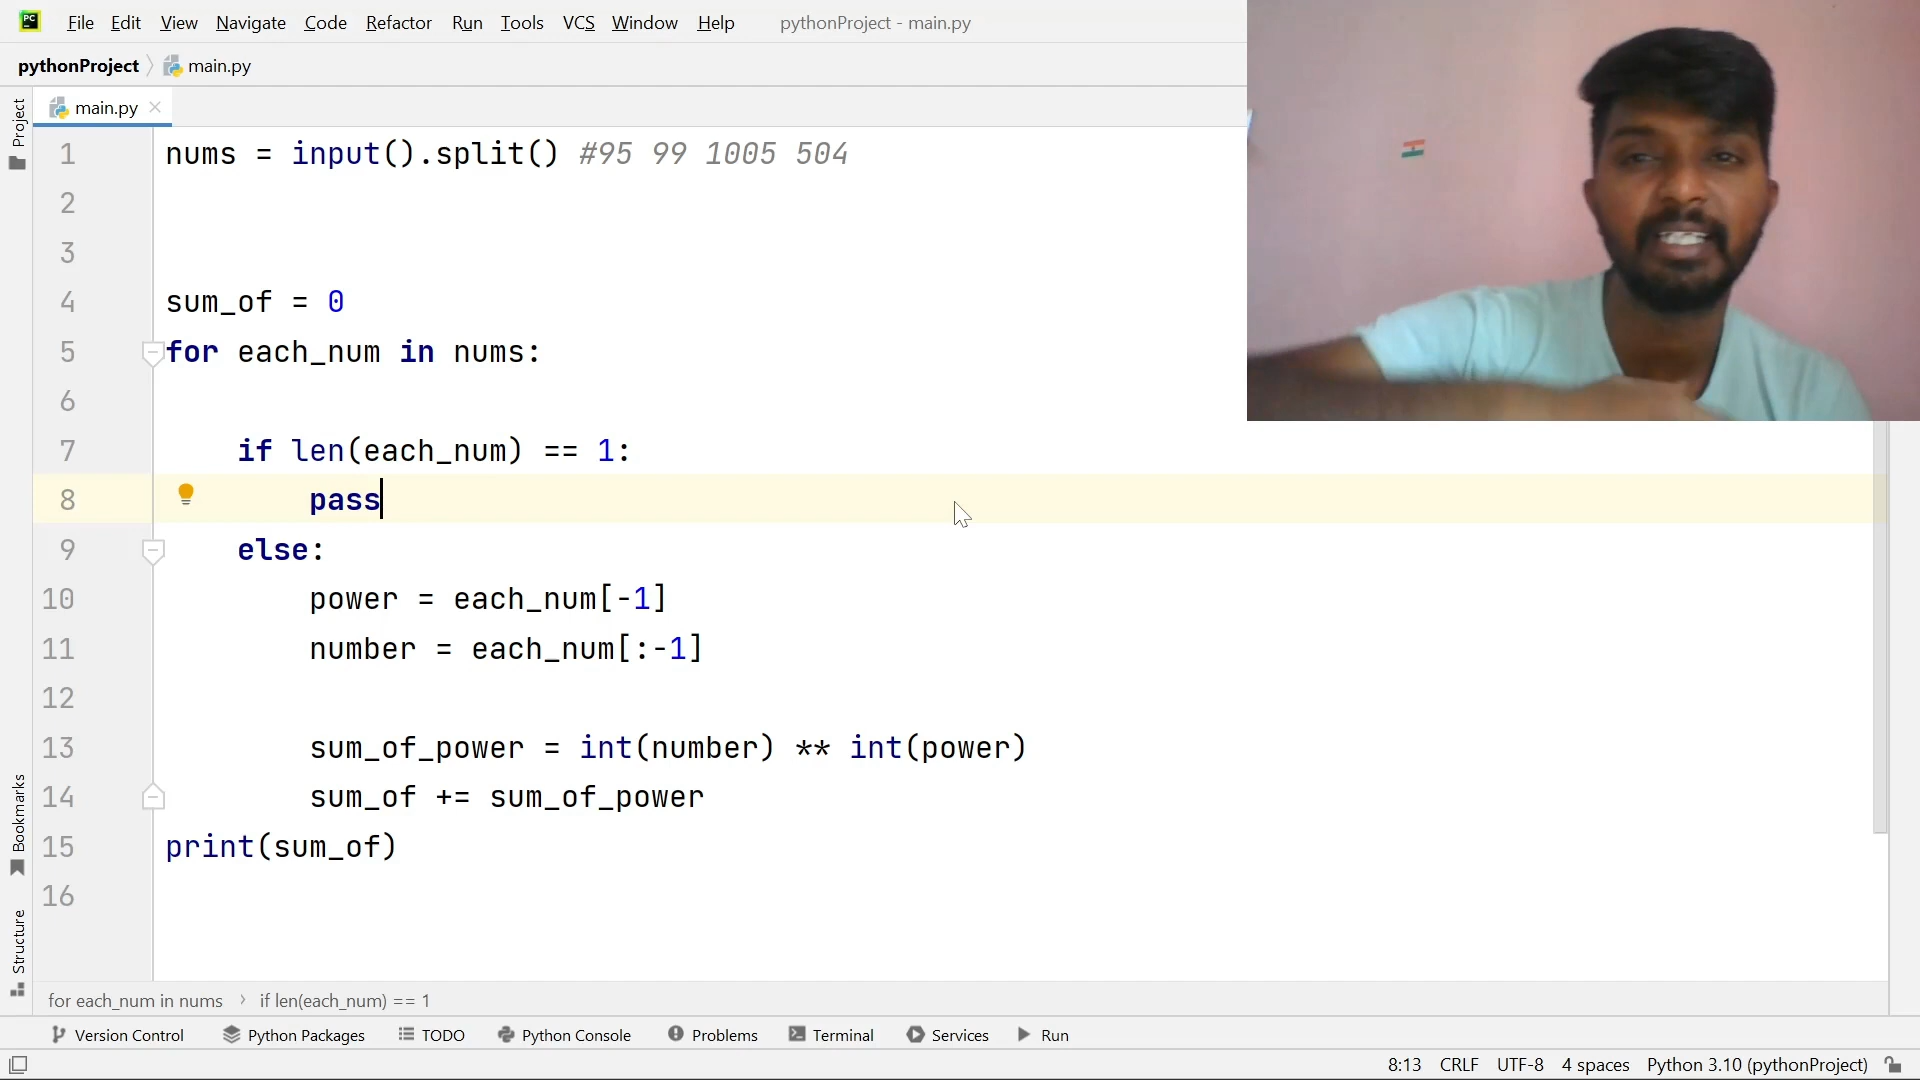 PC File Edit View Navigate Code Refactor Run Tools VCS Window Help pythonProject - main.py
pythonProject main.py
Project
main.py
1 nums = input().split() #95 99 1005 504
2
3
4 sum_of = 0
5 for each_num in nums:
6
7 if len(each_num) == 1:
8 pass
9 else:
10 power = each_num[-1]
11 number = each_num[:-1]
12
13 sum_of_power = int(number) ** int(power)
14 sum_of += sum_of_power
15 print(sum_of)
16
Bookmarks
Structure
for each_num in nums › if len(each_num) == 1
Version Control Python Packages TODO Python Console Problems Terminal Services Run
8:13 CRLF UTF-8 4 spaces Python 3.10 (pythonProject)